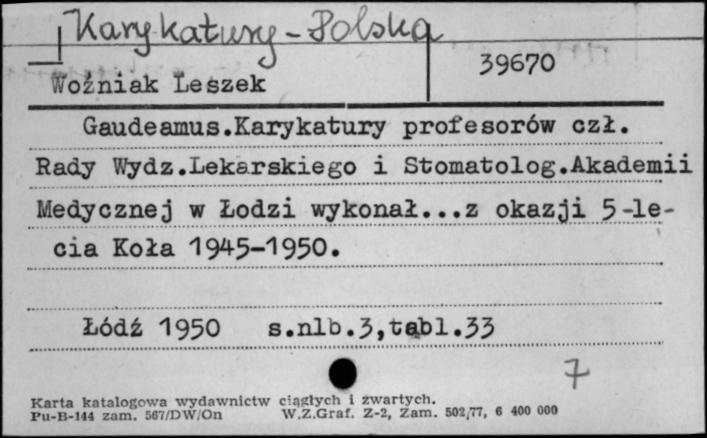 Karykatury - Polska
39670
Woźniak Leszek
Gaudeamus.Karykatury profesorów czł.
Rady Wydz.Lekarskiego i Stomatolog.Akademii
Medycznej w Łodzi wykonał...z okazji 5-le-
cia Koła 1945-1950.
Łódź 1950 s.nlb.3,tabl.33
7
Karta katalogowa wydawnictw ciągłych i zwartych.
Pu-B-144 zam. 567/DW/On W.Z.Graf. Z-2, Zam. 502/77, 6 400 000